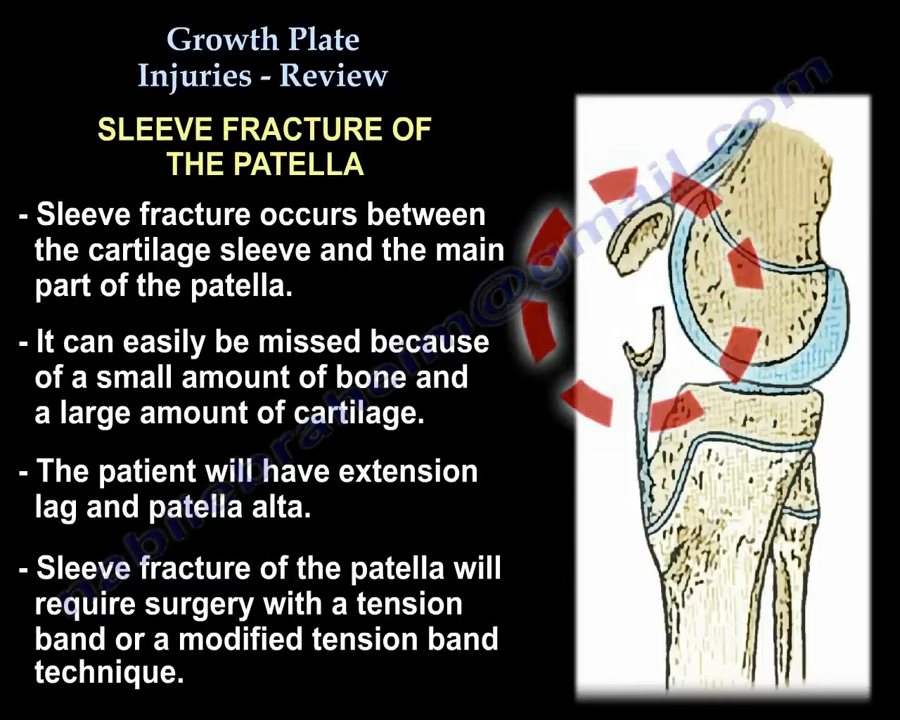 Growth Plate
Injuries - Review
SLEEVE FRACTURE OF
THE PATELLA
- Sleeve fracture occurs between
the cartilage sleeve and the main
part of the patella.
- It can easily be missed because
of a small amount of bone and
a large amount of cartilage.
- The patient will have extension
lag and patella alta.
- Sleeve fracture of the patella will
require surgery with a tension
band or a modified tension band
technique.
nabilebraheim@gmail.com